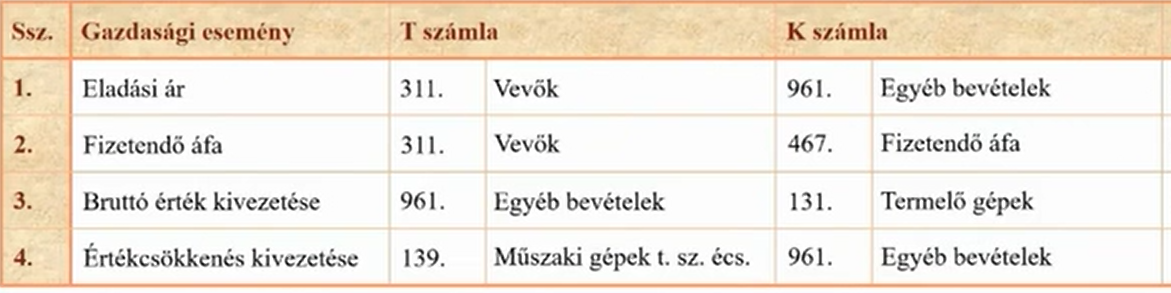 Ssz. Gazdasági esemény T számla K számla
1. Eladási ár 311. Vevők 961. Egyéb bevételek
2. Fizetendő áfa 311. Vevők 467. Fizetendő áfa
3. Bruttó érték kivezetése 961. Egyéb bevételek 131. Termelő gépek
4. Értékcsökkenés kivezetése 139. Műszaki gépek t. sz. écs. 961. Egyéb bevételek